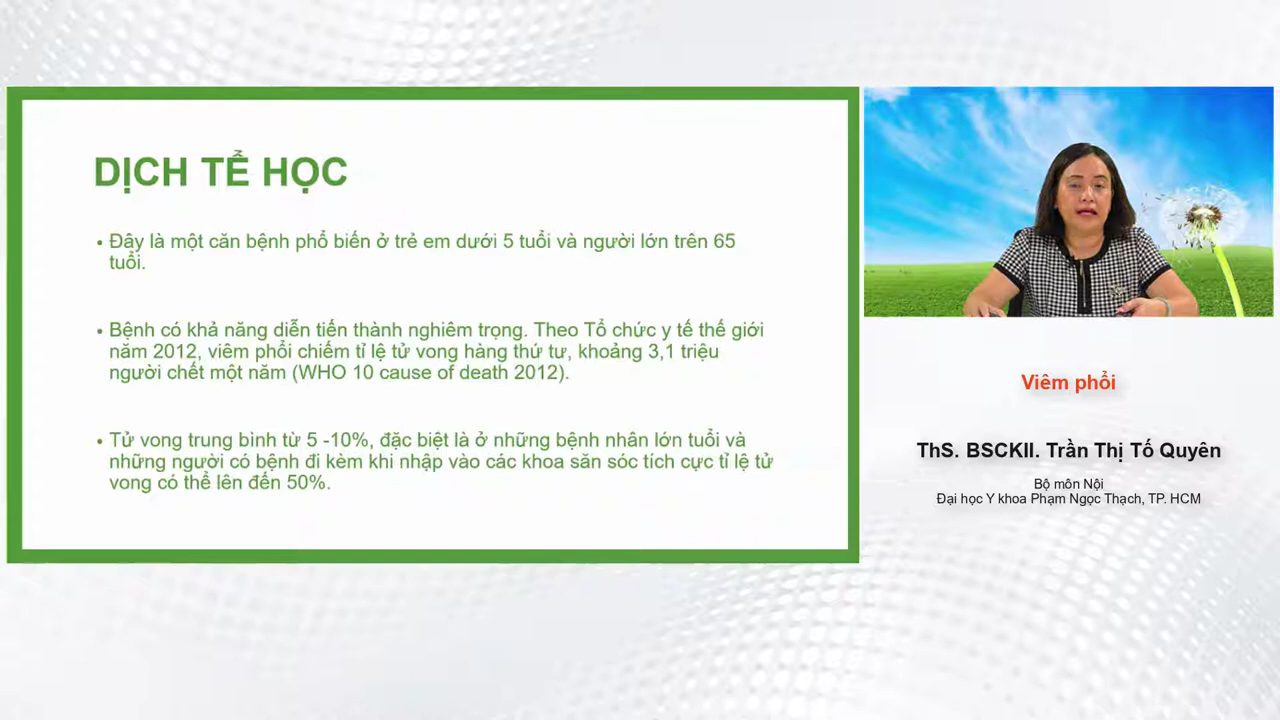 DỊCH TỂ HỌC
• Đây là một căn bệnh phổ biến ở trẻ em dưới 5 tuổi và người lớn trên 65
tuổi.
• Bệnh có khả năng diễn tiến thành nghiêm trọng. Theo Tổ chức y tế thế giới
năm 2012, viêm phổi chiếm tỉ lệ tử vong hàng thứ tư, khoảng 3,1 triệu
người chết một năm (WHO 10 cause of death 2012).
• Tử vong trung bình từ 5 -10%, đặc biệt là ở những bệnh nhân lớn tuổi và
những người có bệnh đi kèm khi nhập vào các khoa săn sóc tích cực tỉ lệ tử
vong có thể lên đến 50%.
Viêm phổi
ThS. BSCKII. Trần Thị Tố Quyên
Bộ môn Nội
Đại học Y khoa Phạm Ngọc Thạch, TP. HCM